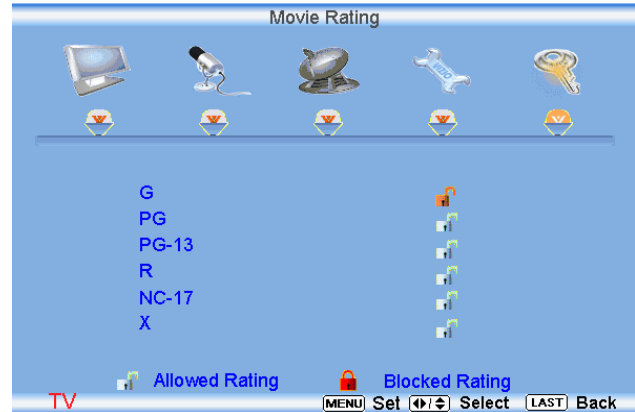 Movie Rating
G
PG
PG-13
R
NC-17
X
Allowed Rating Blocked Rating
TV MENU Set Select LAST Back